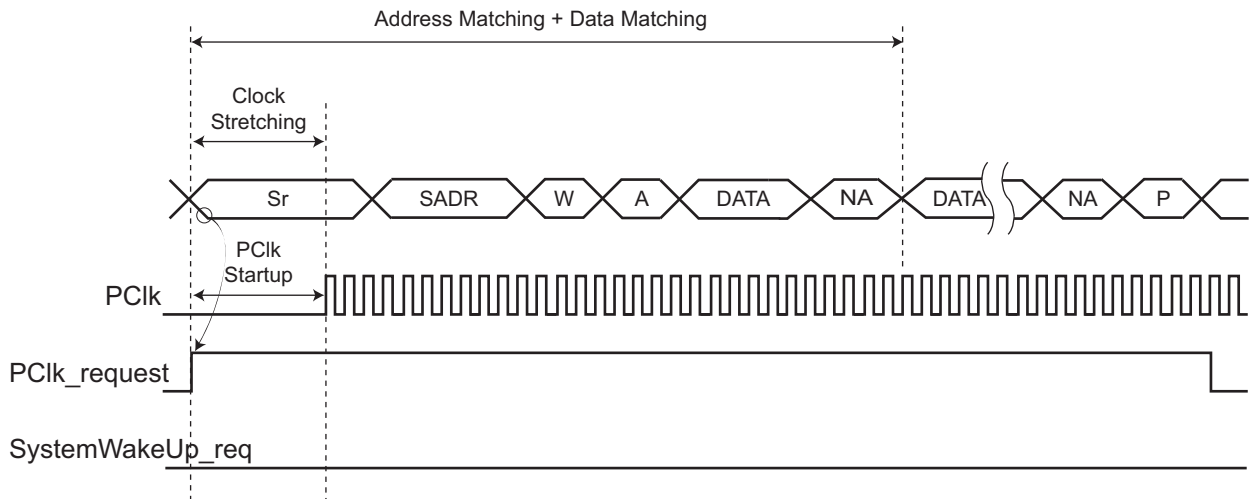 Address Matching + Data Matching
Clock
Stretching
Sr SADR W A DATA NA DATA NA P
PClk
Startup
PClk
PClk_request
SystemWakeUp_req